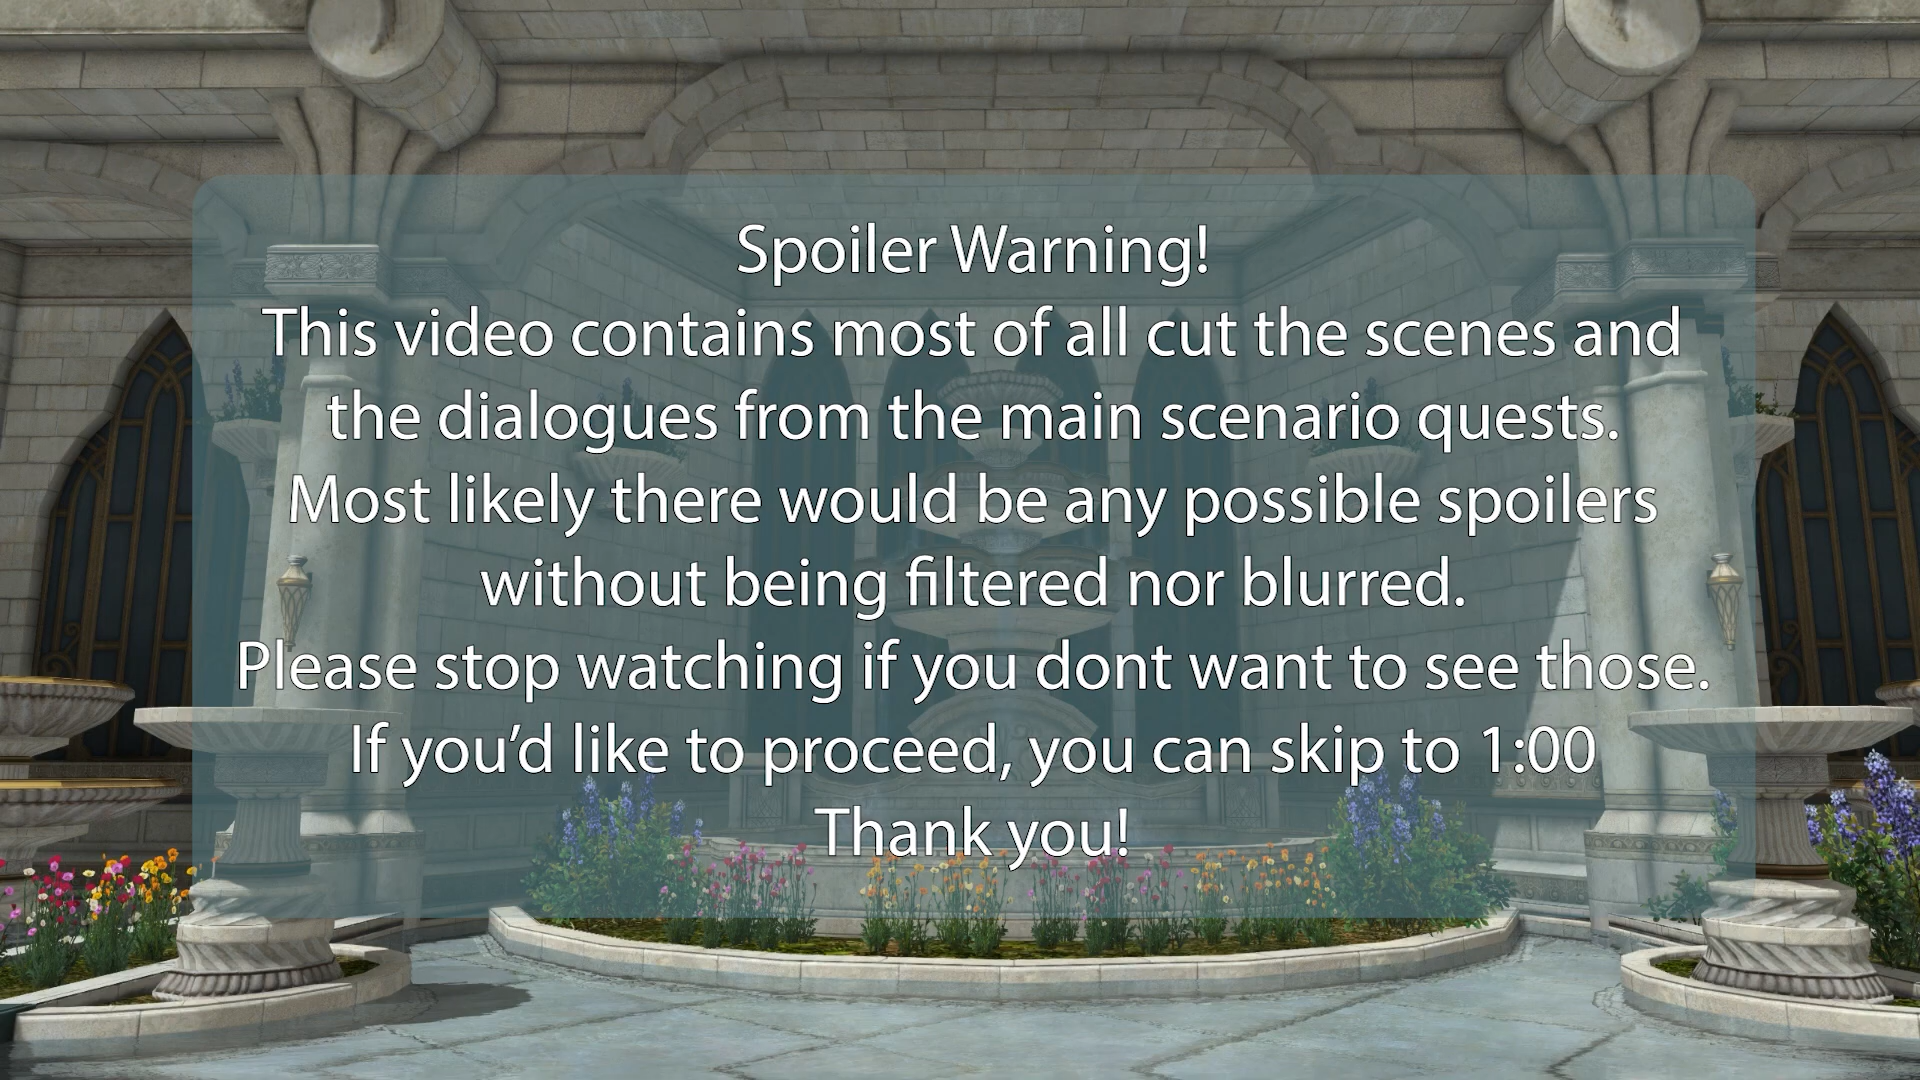 Spoiler Warning!
This video contains most of all cut the scenes and
the dialogues from the main scenario quests.
Most likely there would be any possible spoilers
without being filtered nor blurred.
Please stop watching if you dont want to see those.
If you’d like to proceed, you can skip to 1:00
Thank you!